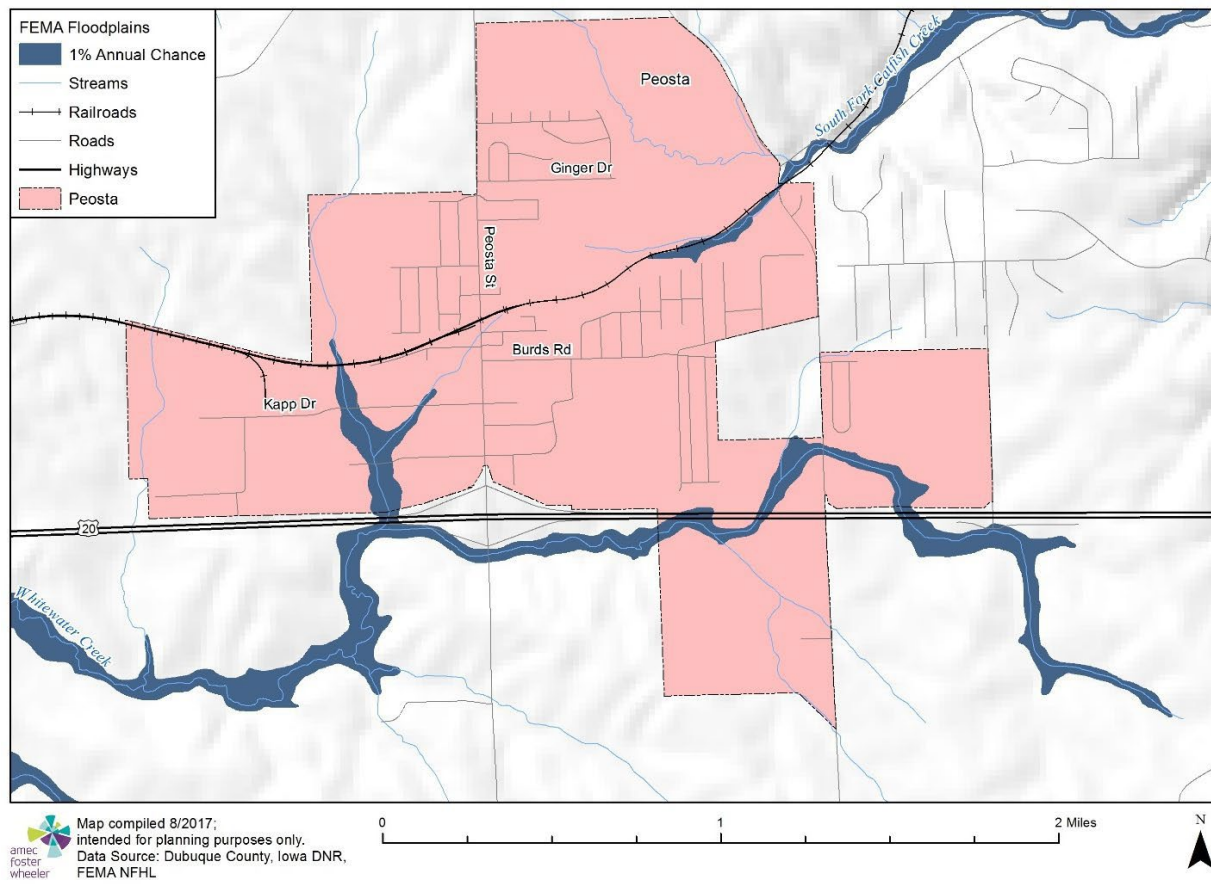 FEMA Floodplains
1% Annual Chance
Streams
Railroads
Roads
Highways
Peosta
Peosta
South Fork Catfish Creek
Ginger Dr
Peosta St
Burds Rd
Kapp Dr
20
Whitewater Creek
amec
foster
wheeler
Map compiled 8/2017;
intended for planning purposes only.
Data Source: Dubuque County, Iowa DNR,
FEMA NFHL
0
1
2 Miles
N